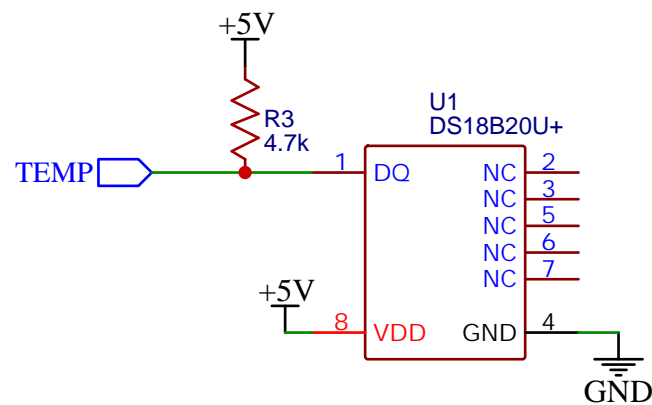 +5V
R3
4.7k
U1
DS18B20U+
TEMP
1
DQ
NC 2
NC 3
NC 5
NC 6
NC 7
+5V
8
VDD
GND 4
GND